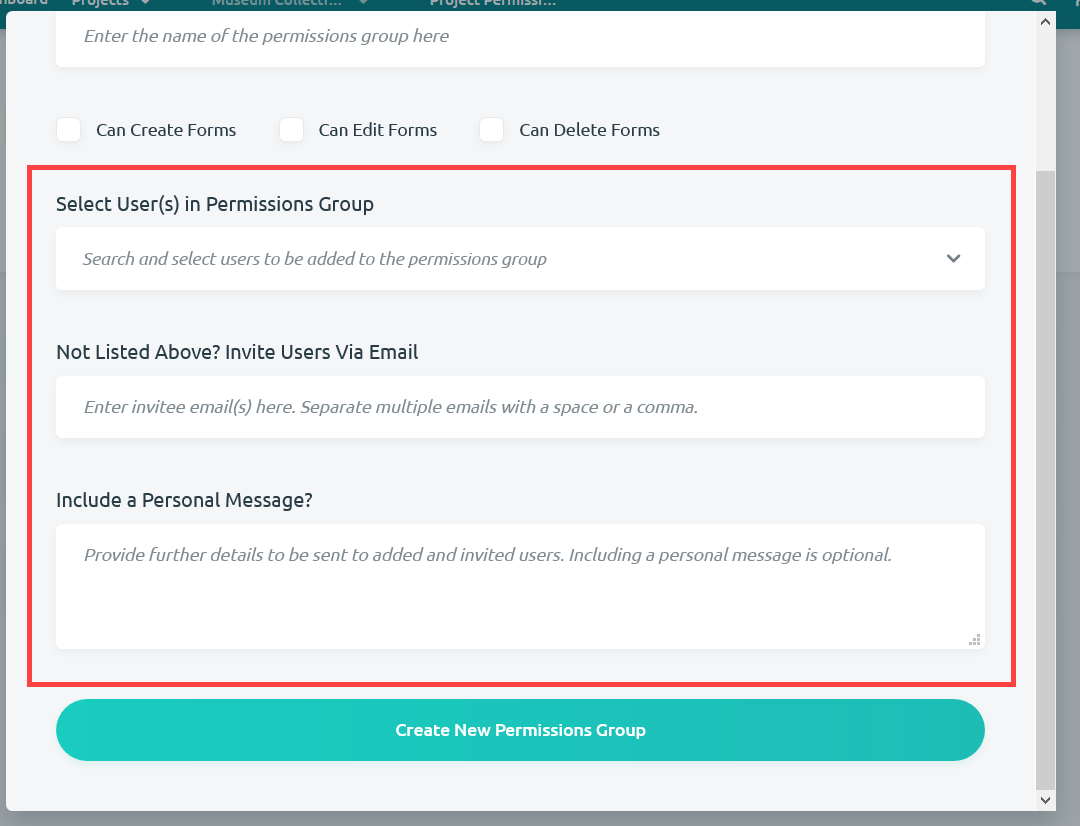 Projects
Museum Collecti...
Project Permissi...
Enter the name of the permissions group here
Can Create Forms
Can Edit Forms
Can Delete Forms
Select User(s) in Permissions Group
Search and select users to be added to the permissions group
Not Listed Above? Invite Users Via Email
Enter invitee email(s) here. Separate multiple emails with a space or a comma.
Include a Personal Message?
Provide further details to be sent to added and invited users. Including a personal message is optional.
Create New Permissions Group